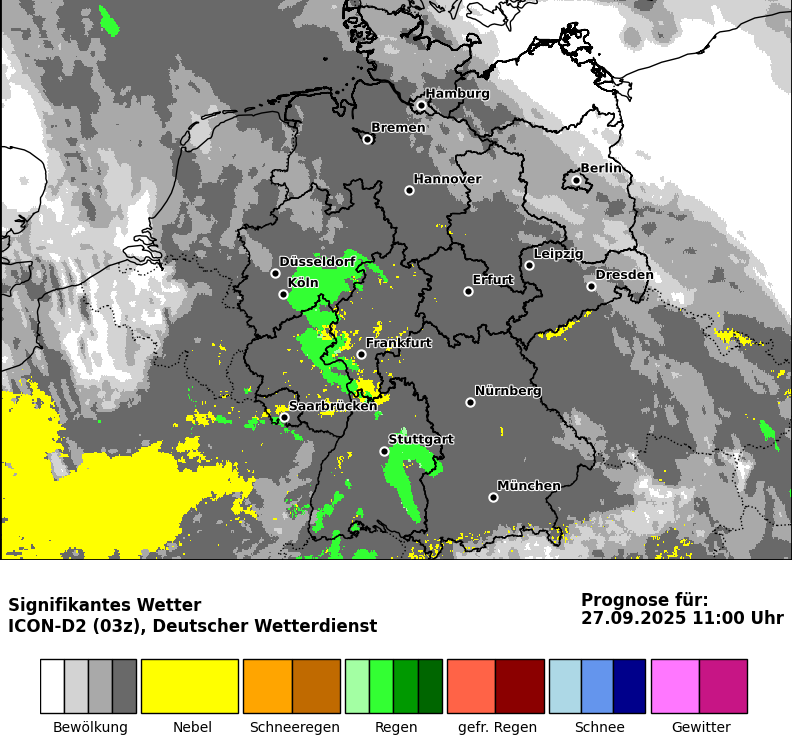 Hamburg
Bremen
Berlin
Hannover
Düsseldorf
Leipzig
Köln
Erfurt
Dresden
Frankfurt
Nürnberg
Saarbrücken
Stuttgart
München
Signifikantes Wetter
ICON-D2 (03z), Deutscher Wetterdienst
Prognose für:
27.09.2025 11:00 Uhr
Bewölkung
Nebel
Schneeregen
Regen
gefr. Regen
Schnee
Gewitter